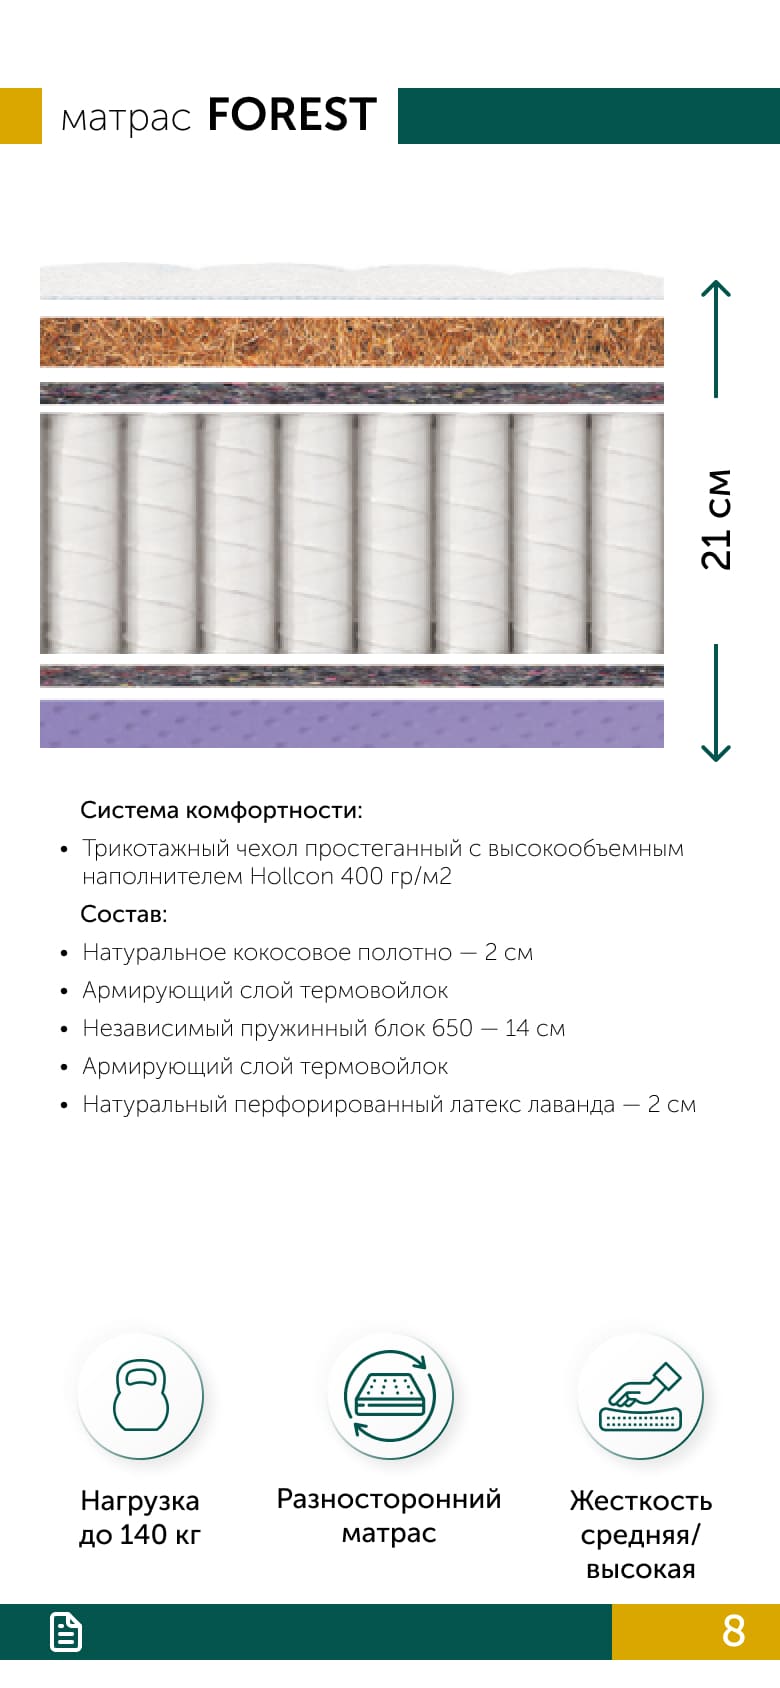 матрас FOREST
21 см
Система комфортности:
• Трикотажный чехол простеганный с высокообъемным
наполнителем Hollcon 400 гр/м2
Состав:
• Натуральное кокосовое полотно — 2 см
• Армирующий слой термовойлок
• Независимый пружинный блок 650 — 14 см
• Армирующий слой термовойлок
• Натуральный перфорированный латекс лаванда — 2 см
Нагрузка
до 140 кг
Разносторонний
матрас
Жесткость
средняя/
высокая
8